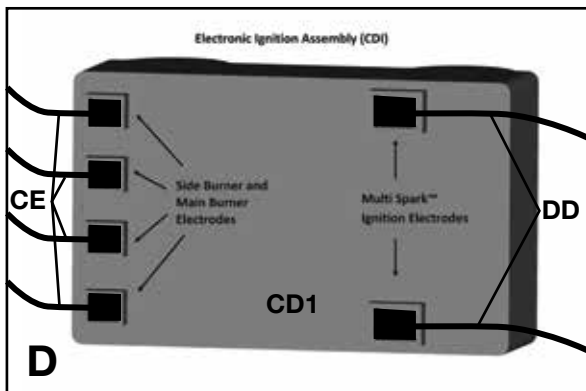 Electronic Ignition Assembly (CDI)
CE
Side Burner and
Main Burner
Electrodes
Multi Spark™
Ignition Electrodes
DD
CD1
D